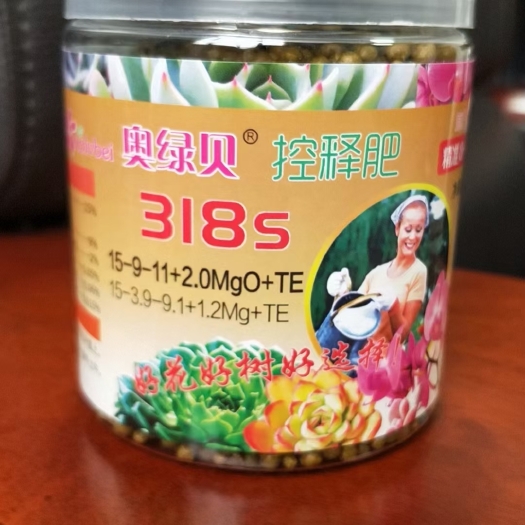 奥绿贝® 控释肥
318s
15-9-11+2.0MgO+TE
15-3.9-9.1+1.2Mg+TE
好花好树好选择!